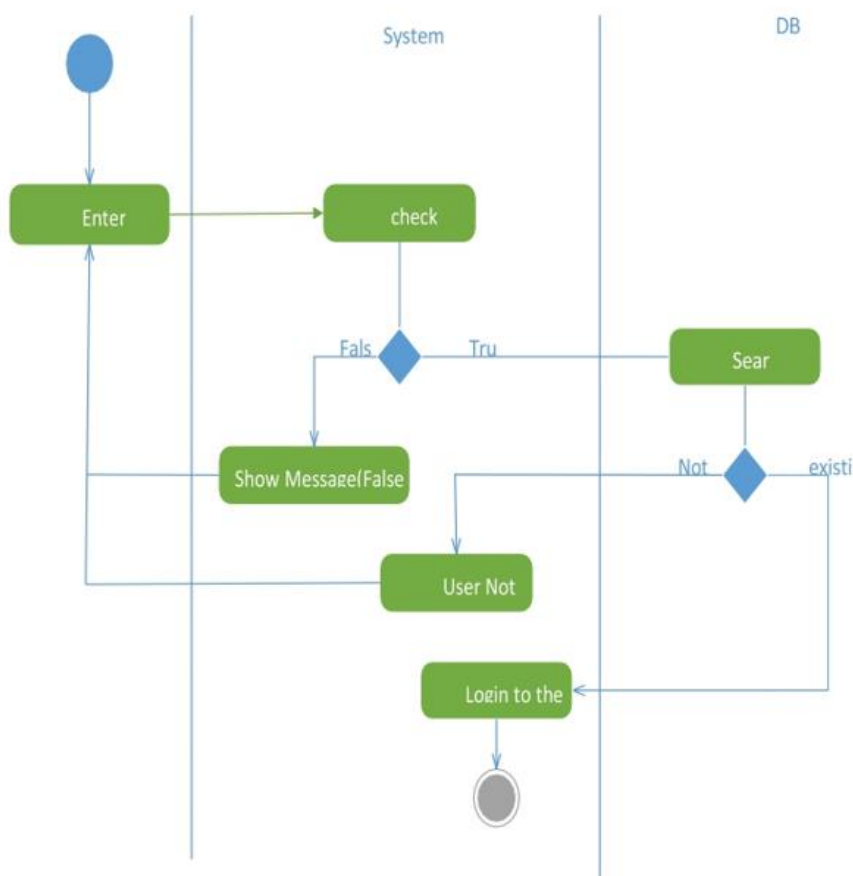 System
DB
Enter
check
Fals
Tru
Sear
Show Message(False
Not
existi
User Not
Login to the